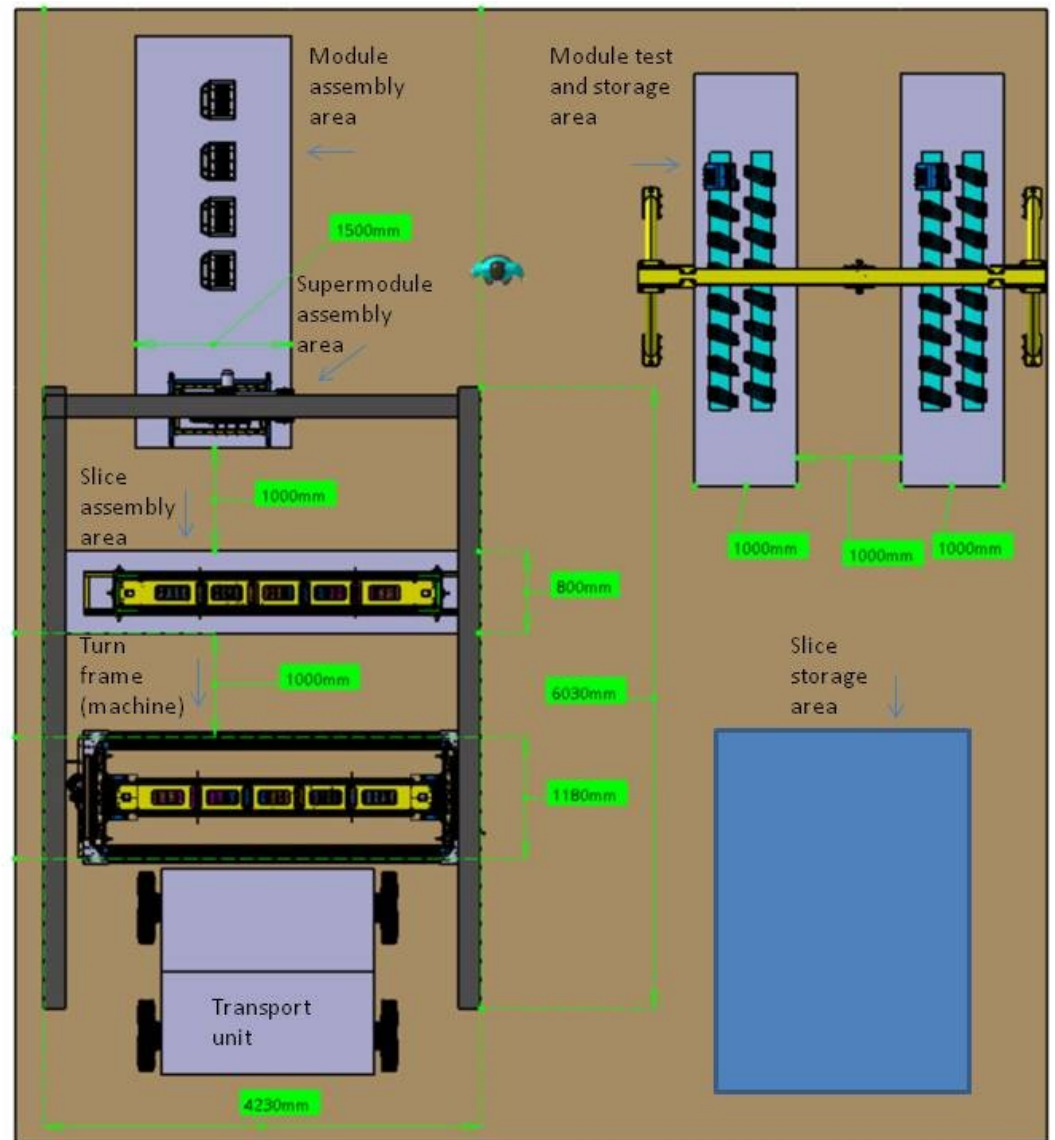 Module
assembly
area
Module test
and storage
area
1500mm
Supermodule
assembly
area
Slice
assembly
area
1000mm
1000mm
1000mm
1000mm
800mm
Turn
frame
(machine)
1000mm
6030mm
Slice
storage
area
1180mm
Transport
unit
4230mm